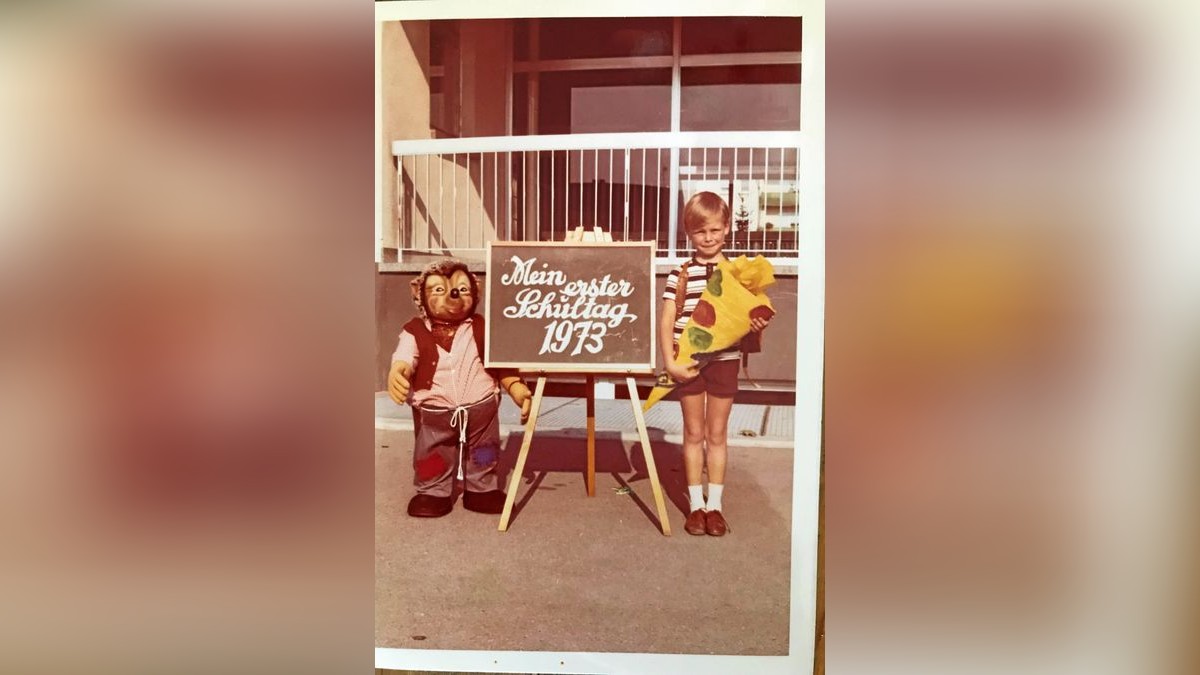 Mein
erster
Schultag
1973